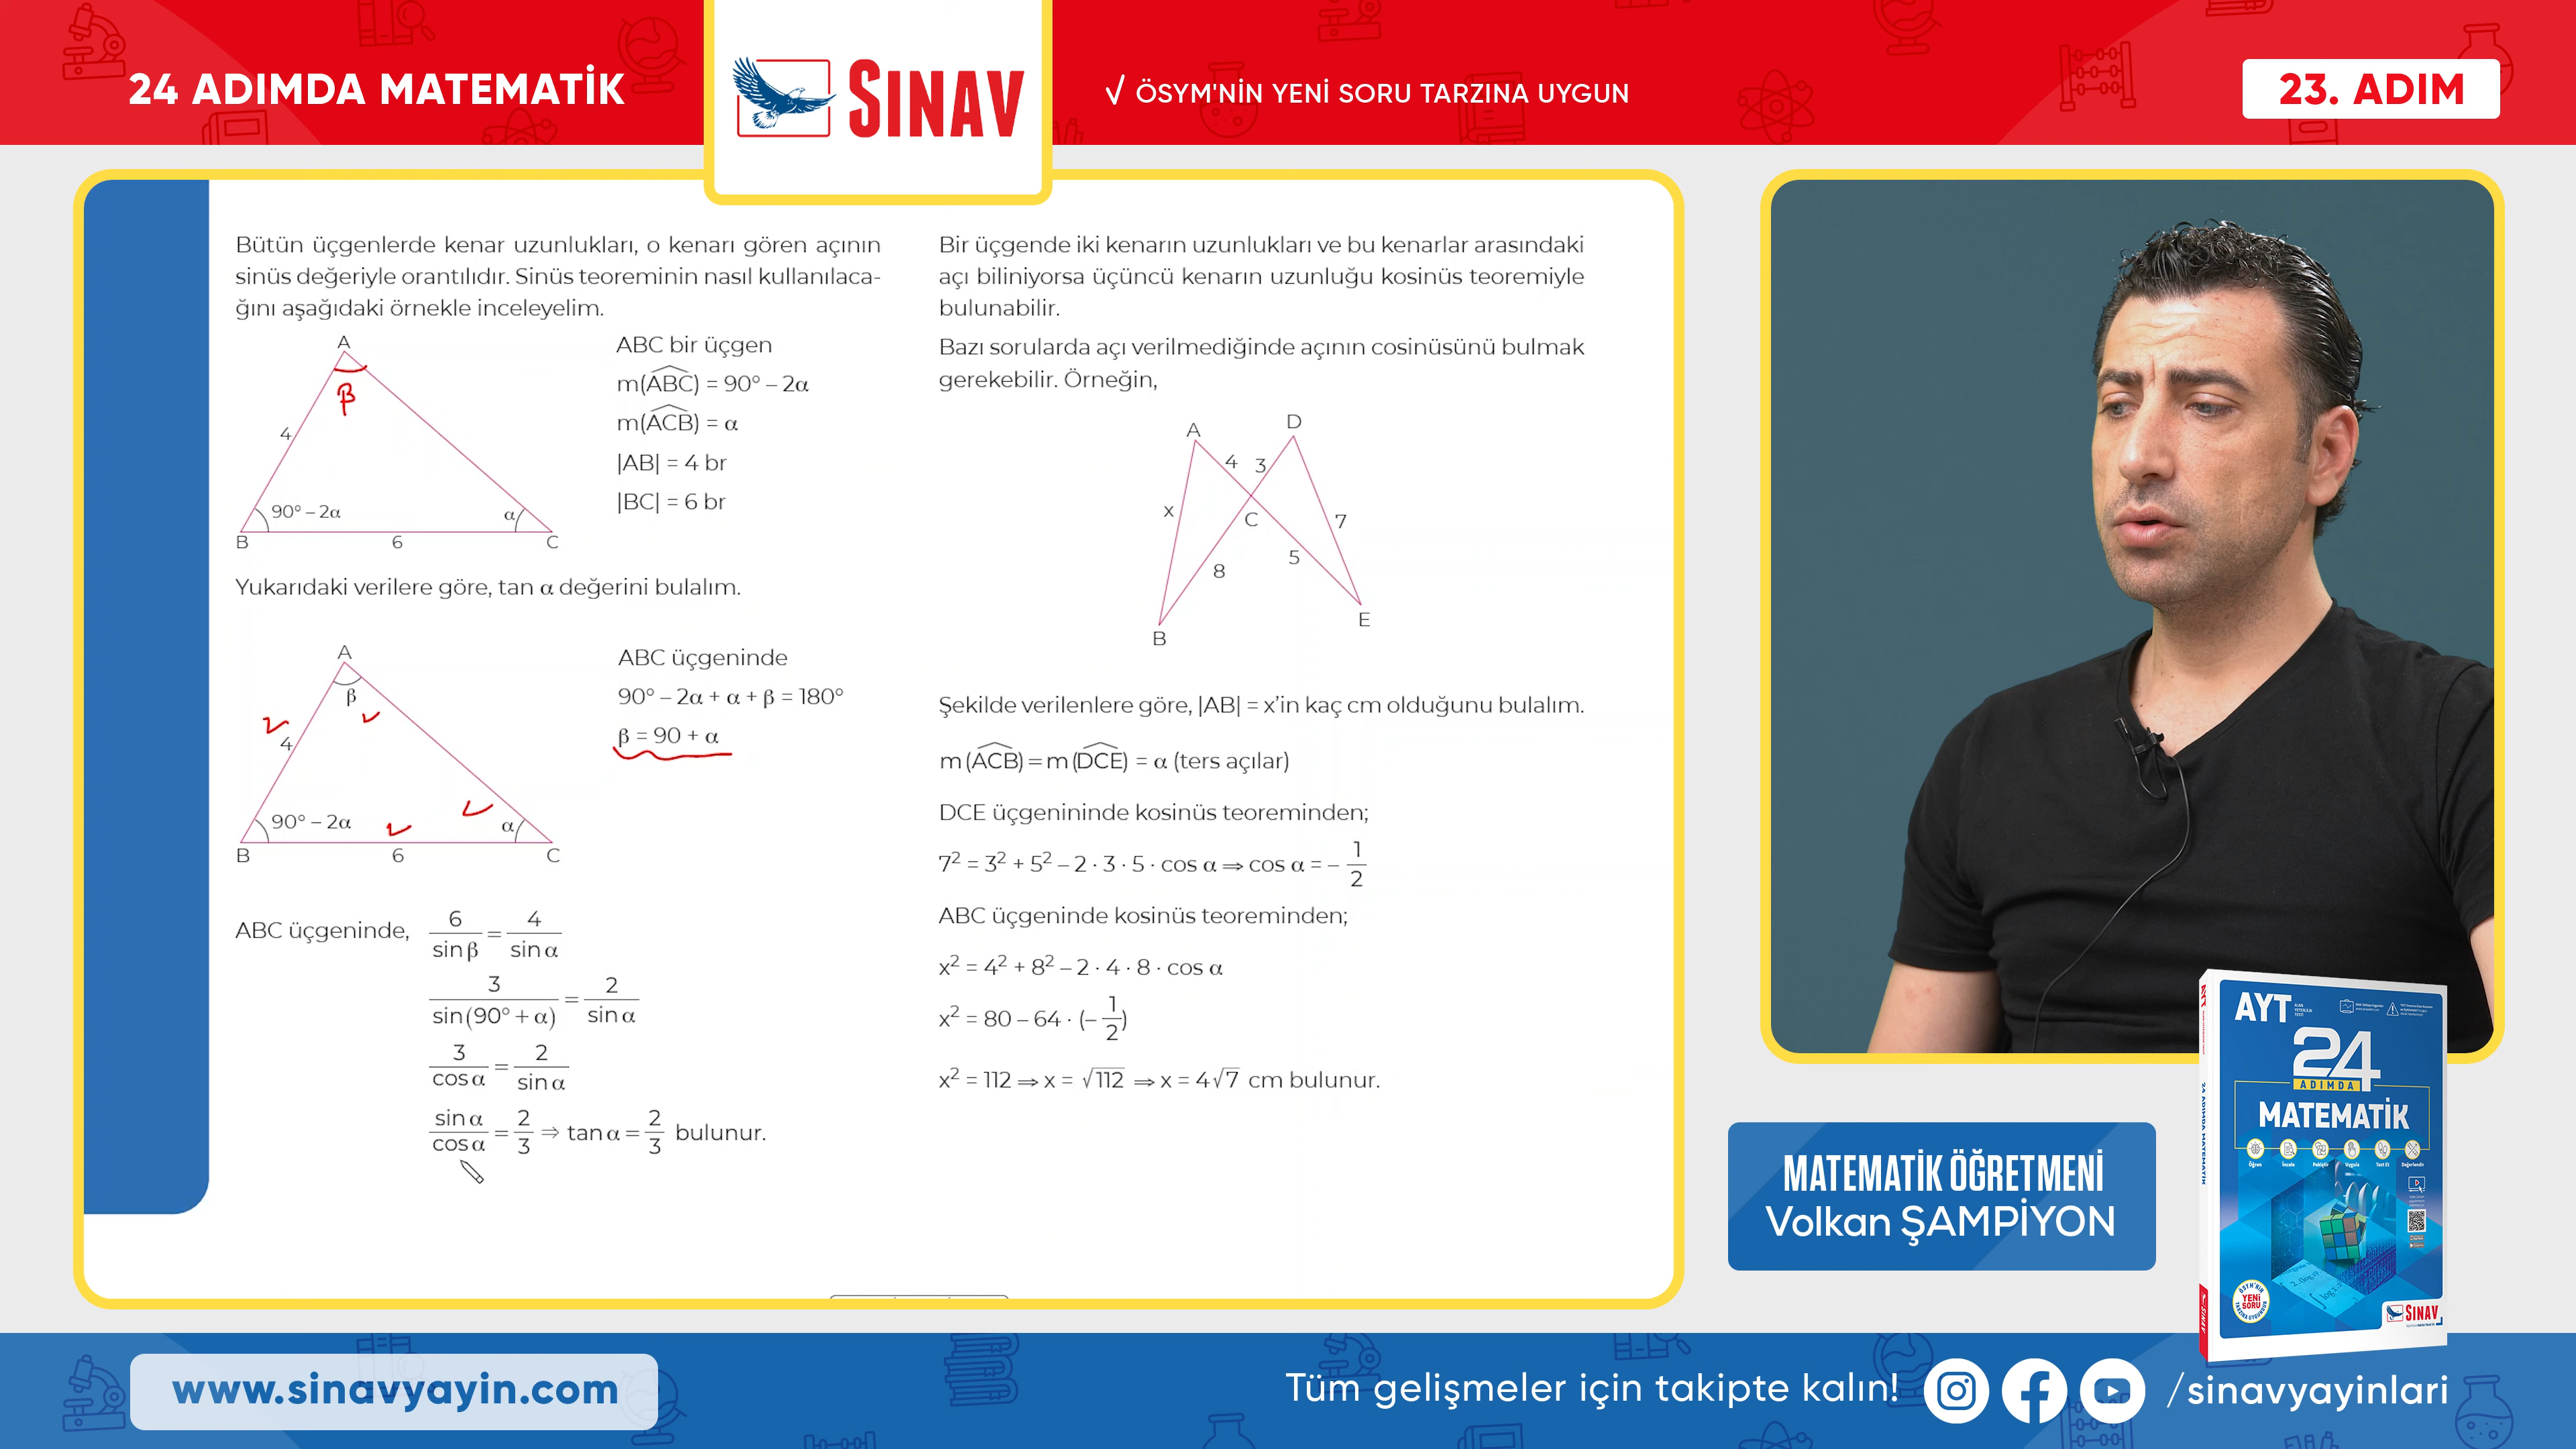 24 ADIMDA MATEMATİK
SINAV
√ ÖSYM'NİN YENİ SORU TARZINA UYGUN
23. ADIM
Bütün üçgenlerde kenar uzunlukları, o kenarı gören açının
sinüs değeriyle orantılıdır. Sinüs teoreminin nasıl kullanılaca-
ğını aşağıdaki örnekle inceleyelim.
A
β
4
90° – 2α
α
B
6
C
ABC bir üçgen
m(ABC) = 90° – 2α
m(ACB) = α
|AB| = 4 br
|BC| = 6 br
Yukarıdaki verilere göre, tan α değerini bulalım.
A
β
4
90° – 2α
α
B
6
C
ABC üçgeninde
90° – 2α + α + β = 180°
β = 90 + α
ABC üçgeninde, 6/sin β = 4/sin α
3/sin(90° + α) = 2/sin α
3/cos α = 2/sin α
sin α/cos α = 2/3 ⇒ tan α = 2/3 bulunur.
Bir üçgende iki kenarın uzunlukları ve bu kenarlar arasındaki
açı biliniyorsa üçüncü kenarın uzunluğu kosinüs teoremiyle
bulunabilir.
Bazı sorularda açı verilmediğinde açının cosinüsünü bulmak
gerekebilir. Örneğin,
A
D
4 3
x
C
7
8
5
B
E
Şekilde verilenlere göre, |AB| = x'in kaç cm olduğunu bulalım.
m (ACB) = m (DCE) = α (ters açılar)
DCE üçgenininde kosinüs teoreminden;
7² = 3² + 5² – 2 · 3 · 5 · cos α ⇒ cos α = – 1/2
ABC üçgeninde kosinüs teoreminden;
x² = 4² + 8² – 2 · 4 · 8 · cos α
x² = 80 – 64 · (– 1/2)
x² = 112 ⇒ x = √112 ⇒ x = 4√7 cm bulunur.
MATEMATİK ÖĞRETMENİ
Volkan ŞAMPİYON
AYT
24
ADIMDA
MATEMATİK
YENİ
SORU
SINAV
www.sinavyayin.com
Tüm gelişmeler için takipte kalın!
/sinavyayinlari